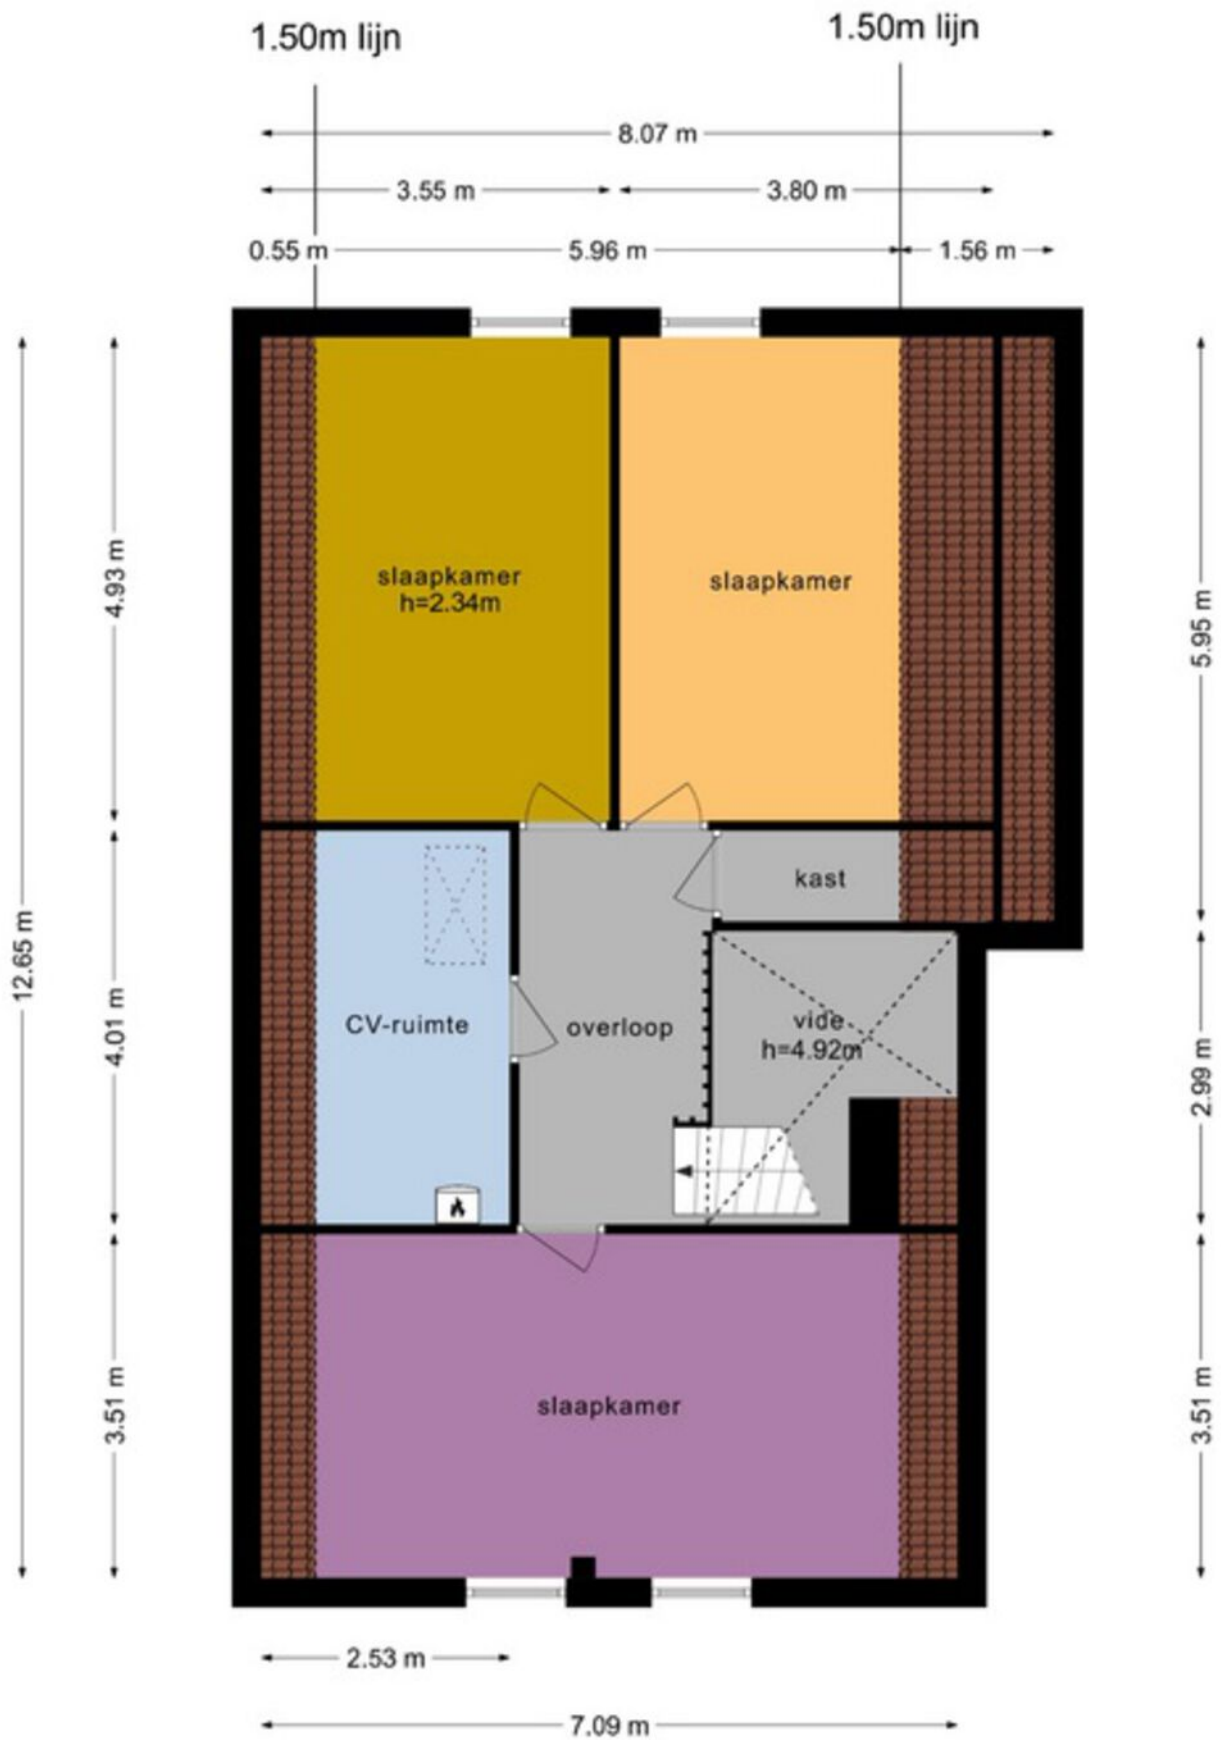 1.50m lijn
1.50m lijn
8.07 m
3.55 m
3.80 m
0.55 m
5.96 m
1.56 m
12.65 m
4.93 m
4.01 m
3.51 m
5.95 m
2.99 m
3.51 m
slaapkamer
h=2.34m
slaapkamer
kast
CV-ruimte
overloop
vide
h=4.92m
slaapkamer
2.53 m
7.09 m